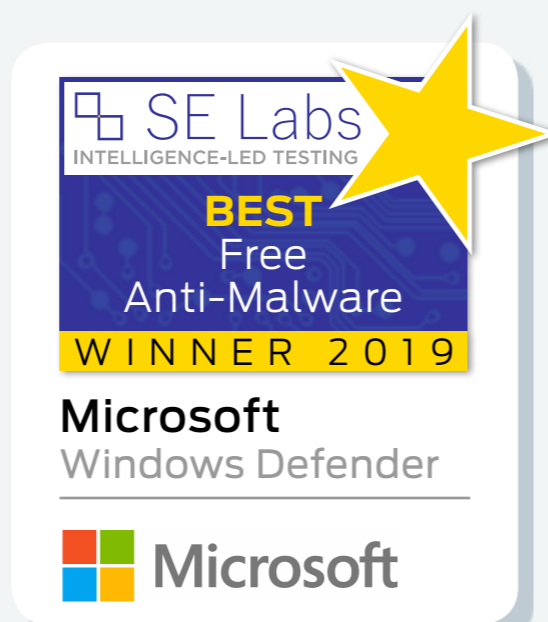 SE Labs
INTELLIGENCE-LED TESTING
BEST
Free
Anti-Malware
WINNER 2019
Microsoft
Windows Defender
Microsoft